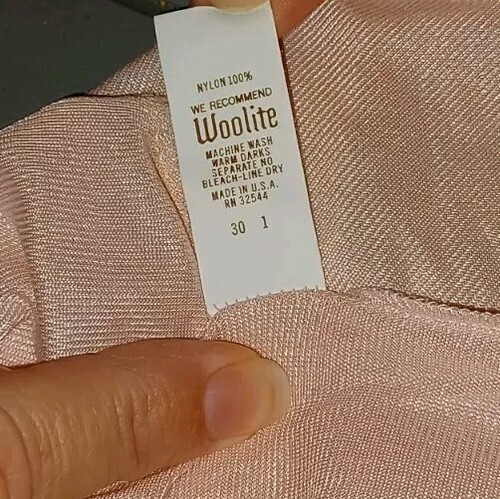 NYLON 100%
WE RECOMMEND
Woolite
MACHINE WASH
WARM DARKS
SEPARATE NO
BLEACH-LINE DRY
MADE IN U.S.A.
RN 32544
30 1